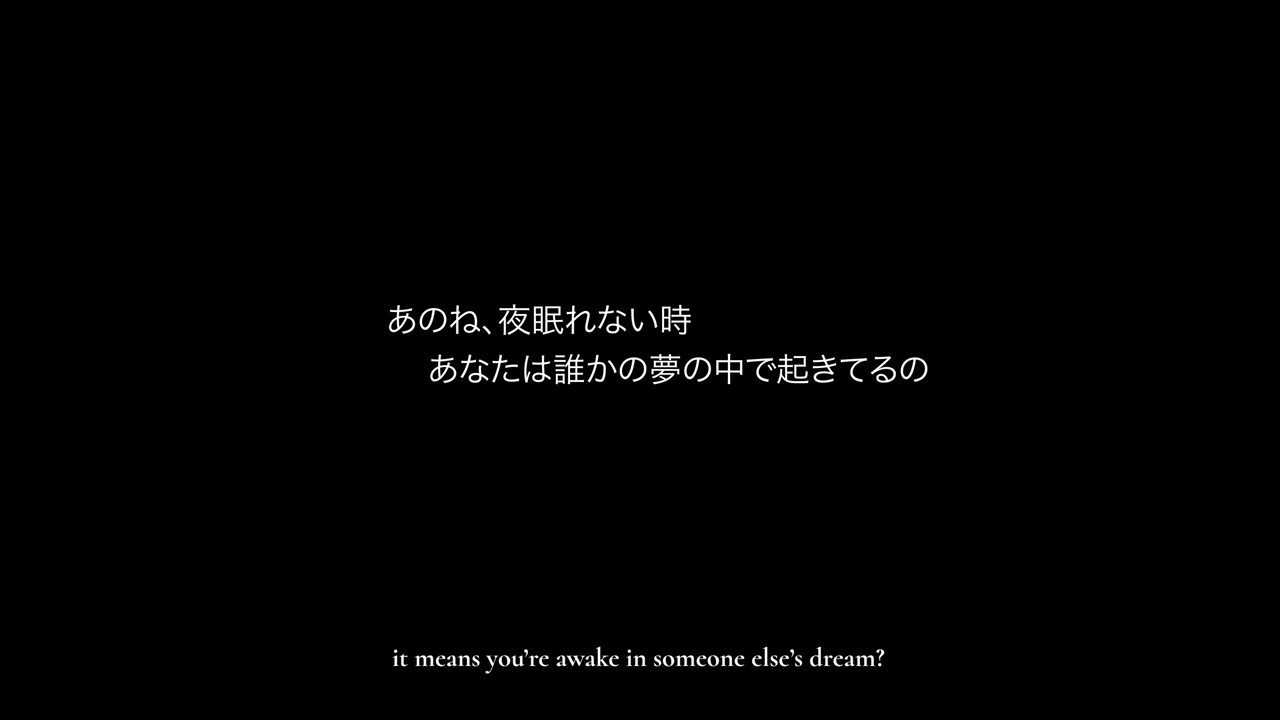 あのね、夜眠れない時
あなたは誰かの夢の中で起きてるの
it means you’re awake in someone else’s dream?